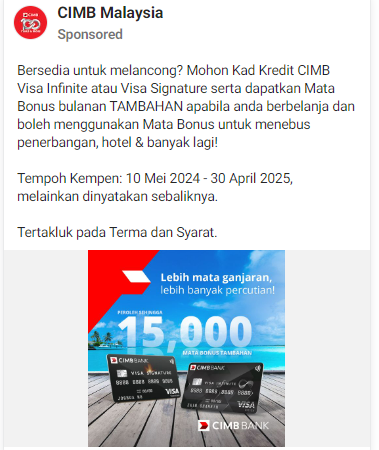 CIMB Malaysia
Sponsored
Bersedia untuk melancong? Mohon Kad Kredit CIMB
Visa Infinite atau Visa Signature serta dapatkan Mata
Bonus bulanan TAMBAHAN apabila anda berbelanja dan
boleh menggunakan Mata Bonus untuk menebus
penerbangan, hotel & banyak lagi!
Tempoh Kempen: 10 Mei 2024 - 30 April 2025,
melainkan dinyatakan sebaliknya.
Tertakluk pada Terma dan Syarat.
Lebih mata ganjaran,
lebih banyak percutian!
PEROLEH SEHINGGA
15,000
MATA BONUS TAMBAHAN
CIMB BANK
VISA SIGNATURE
VISA
CIMB BANK
VISA INFINITE
VISA
CIMB BANK